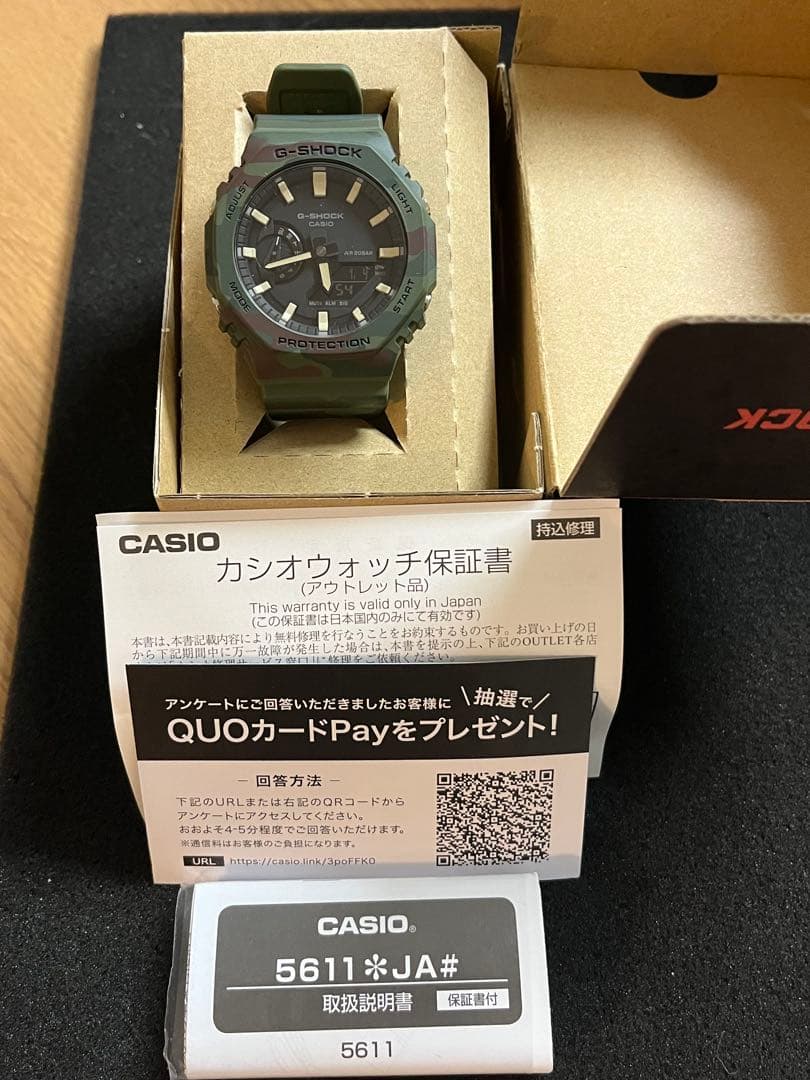 G-SHOCK
ADJUST
LIGHT
G-SHOCK
CASIO
WR20BAR
54
MUTE ALM SIG
MODE
START
PROTECTION
CASIO
持込修理
カシオウォッチ保証書
(アウトレット品)
This warranty is valid only in Japan
(この保証書は日本国内のみにて有効です)
本書は、本書記載内容により無料修理を行なうことをお約束するものです。お買い上げの日
から下記期間中に万一故障が発生した場合は、本書を提示の上、下記のOUTLET各店
アンケートにご回答いただきましたお客様に \抽選で/
QUOカードPayをプレゼント!
― 回答方法 ―
下記のURLまたは右記のQRコードから
アンケートにアクセスしてください。
おおよそ4-5分程度でご回答いただけます。
※通信料はお客様のご負担になります。
URL https://casio.link/3poFFK0
CASIO®
5611✻JA#
取扱説明書 保証書付
5611